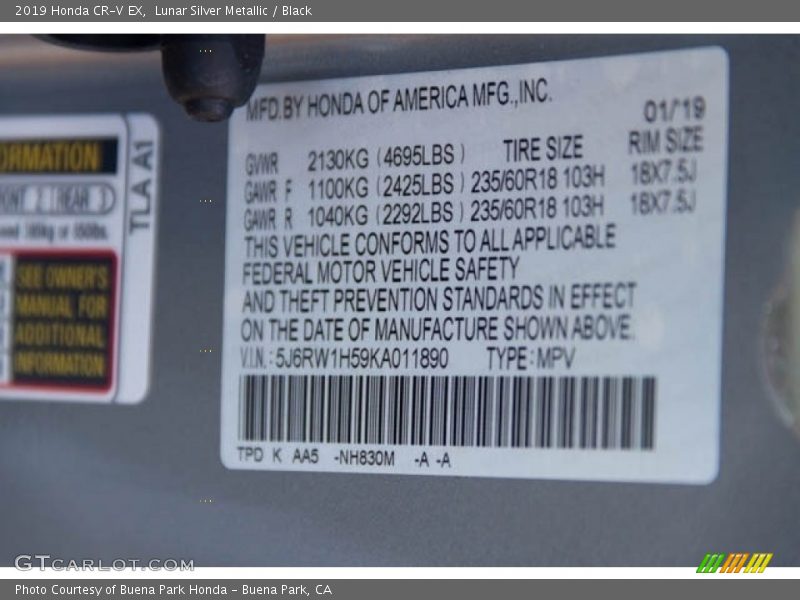 2019 Honda CR-V EX, Lunar Silver Metallic / Black
MFD.BY HONDA OF AMERICA MFG.,INC.
01/'19
GVWR 2130KG (4695LBS ) TIRE SIZE RIM SIZE
GAWR F 1100KG (2425LBS ) 235/60R18 103H 18X7.5J
GAWR R 1040KG (2292LBS ) 235/60R18 103H 18X7.5J
THIS VEHICLE CONFORMS TO ALL APPLICABLE
FEDERAL MOTOR VEHICLE SAFETY
AND THEFT PREVENTION STANDARDS IN EFFECT
ON THE DATE OF MANUFACTURE SHOWN ABOVE.
V.I.N.:5J6RW1H59KA011890 TYPE:MPV
TPD K AA5 -NH830M -A -A
ORMATION
TLA A1
SEE OWNER'S
MANUAL FOR
ADDITIONAL
INFORMATION
GTCARLOT.COM
Photo Courtesy of Buena Park Honda - Buena Park, CA